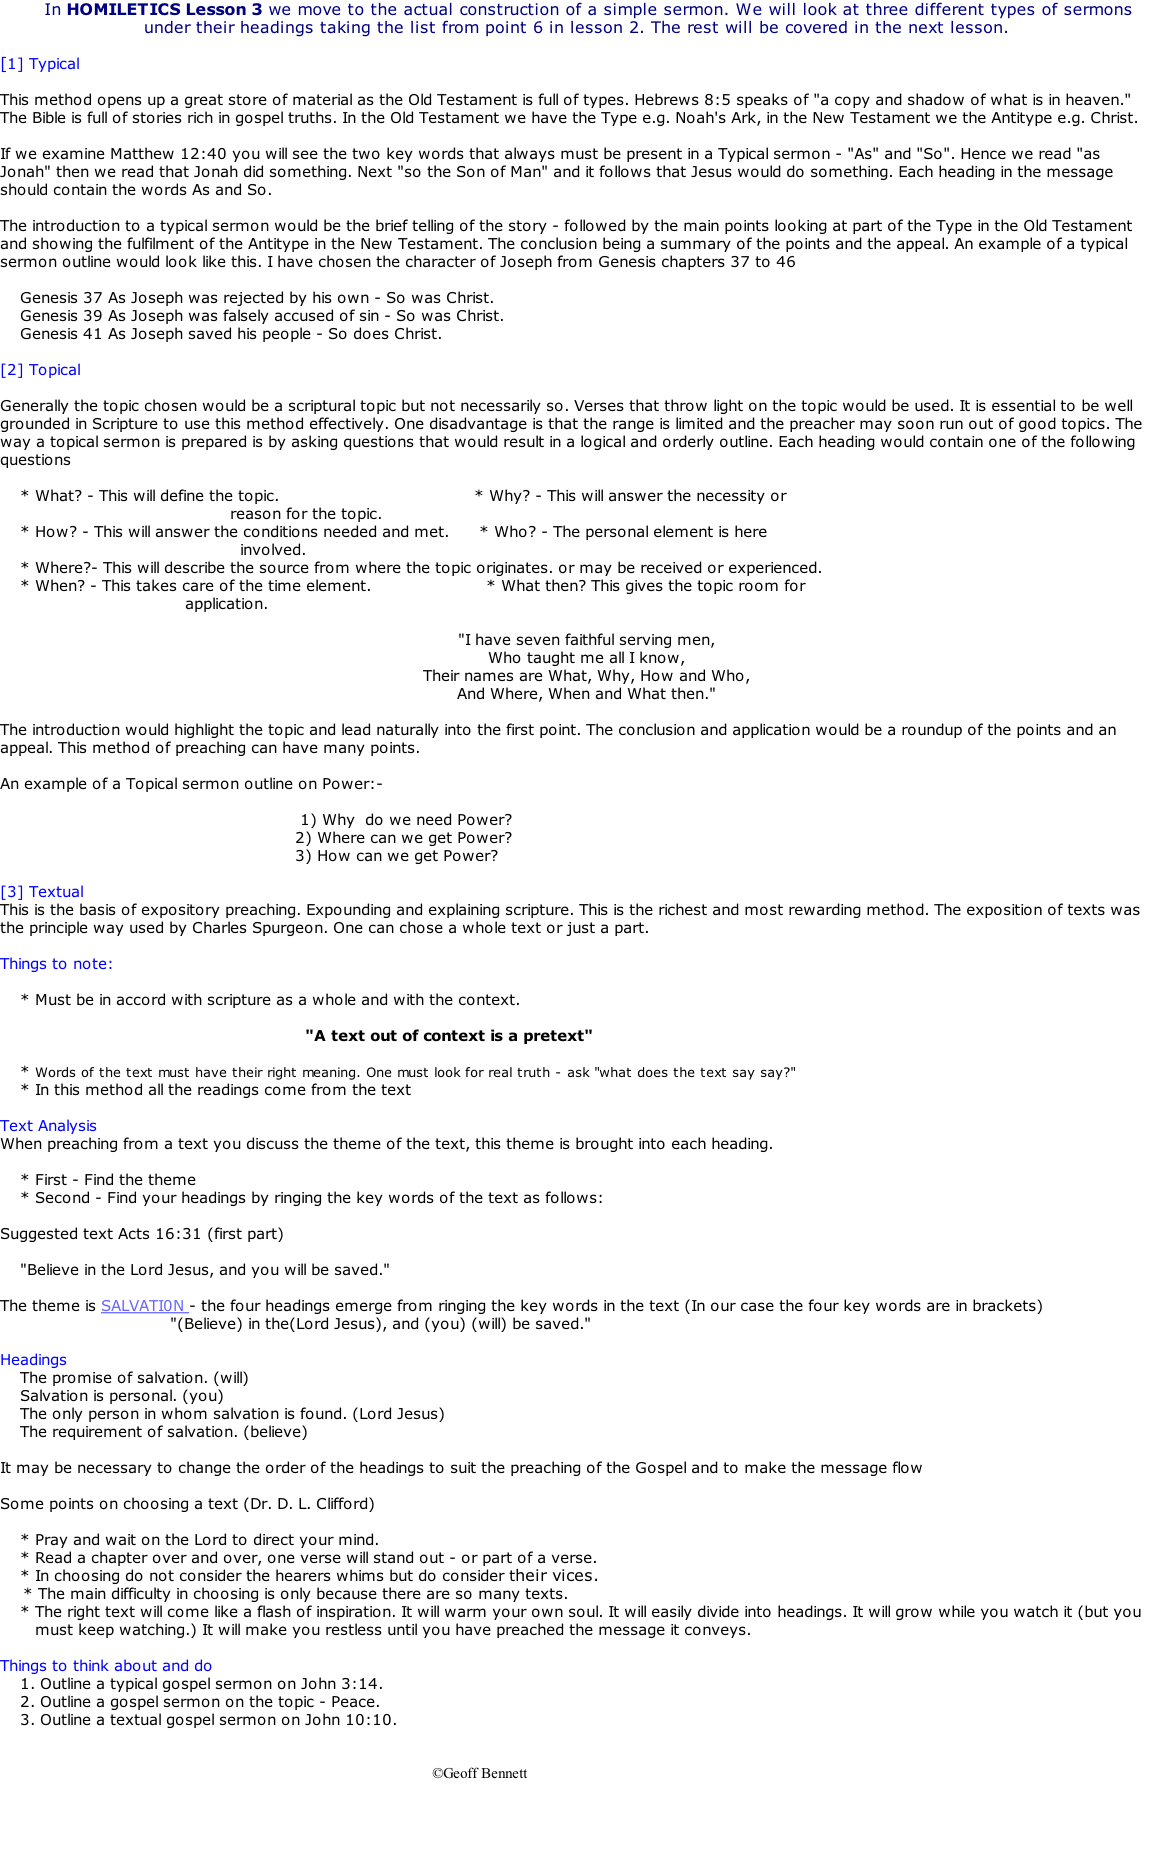 In HOMILETICS Lesson 3 we move to the actual construction of a simple sermon. We will look at three different types of sermons
under their headings taking the list from point 6 in lesson 2. The rest will be covered in the next lesson.
[1] Typical
This method opens up a great store of material as the Old Testament is full of types. Hebrews 8:5 speaks of "a copy and shadow of what is in heaven."
The Bible is full of stories rich in gospel truths. In the Old Testament we have the Type e.g. Noah's Ark, in the New Testament we the Antitype e.g. Christ.
If we examine Matthew 12:40 you will see the two key words that always must be present in a Typical sermon - "As" and "So". Hence we read "as
Jonah" then we read that Jonah did something. Next "so the Son of Man" and it follows that Jesus would do something. Each heading in the message
should contain the words As and So.
The introduction to a typical sermon would be the brief telling of the story - followed by the main points looking at part of the Type in the Old Testament
and showing the fulfilment of the Antitype in the New Testament. The conclusion being a summary of the points and the appeal. An example of a typical
sermon outline would look like this. I have chosen the character of Joseph from Genesis chapters 37 to 46
Genesis 37 As Joseph was rejected by his own - So was Christ.
Genesis 39 As Joseph was falsely accused of sin - So was Christ.
Genesis 41 As Joseph saved his people - So does Christ.
[2] Topical
Generally the topic chosen would be a scriptural topic but not necessarily so. Verses that throw light on the topic would be used. It is essential to be well
grounded in Scripture to use this method effectively. One disadvantage is that the range is limited and the preacher may soon run out of good topics. The
way a topical sermon is prepared is by asking questions that would result in a logical and orderly outline. Each heading would contain one of the following
questions
* What? - This will define the topic. * Why? - This will answer the necessity or
reason for the topic.
* How? - This will answer the conditions needed and met. * Who? - The personal element is here
involved.
* Where?- This will describe the source from where the topic originates. or may be received or experienced.
* When? - This takes care of the time element. * What then? This gives the topic room for
application.
"I have seven faithful serving men,
Who taught me all I know,
Their names are What, Why, How and Who,
And Where, When and What then."
The introduction would highlight the topic and lead naturally into the first point. The conclusion and application would be a roundup of the points and an
appeal. This method of preaching can have many points.
An example of a Topical sermon outline on Power:-
1) Why do we need Power?
2) Where can we get Power?
3) How can we get Power?
[3] Textual
This is the basis of expository preaching. Expounding and explaining scripture. This is the richest and most rewarding method. The exposition of texts was
the principle way used by Charles Spurgeon. One can chose a whole text or just a part.
Things to note:
* Must be in accord with scripture as a whole and with the context.
"A text out of context is a pretext"
* Words of the text must have their right meaning. One must look for real truth - ask "what does the text say say?"
* In this method all the readings come from the text
Text Analysis
When preaching from a text you discuss the theme of the text, this theme is brought into each heading.
* First - Find the theme
* Second - Find your headings by ringing the key words of the text as follows:
Suggested text Acts 16:31 (first part)
"Believe in the Lord Jesus, and you will be saved."
The theme is SALVATI0N - the four headings emerge from ringing the key words in the text (In our case the four key words are in brackets)
"(Believe) in the(Lord Jesus), and (you) (will) be saved."
Headings
The promise of salvation. (will)
Salvation is personal. (you)
The only person in whom salvation is found. (Lord Jesus)
The requirement of salvation. (believe)
It may be necessary to change the order of the headings to suit the preaching of the Gospel and to make the message flow
Some points on choosing a text (Dr. D. L. Clifford)
* Pray and wait on the Lord to direct your mind.
* Read a chapter over and over, one verse will stand out - or part of a verse.
* In choosing do not consider the hearers whims but do consider their vices.
* The main difficulty in choosing is only because there are so many texts.
* The right text will come like a flash of inspiration. It will warm your own soul. It will easily divide into headings. It will grow while you watch it (but you
must keep watching.) It will make you restless until you have preached the message it conveys.
Things to think about and do
1. Outline a typical gospel sermon on John 3:14.
2. Outline a gospel sermon on the topic - Peace.
3. Outline a textual gospel sermon on John 10:10.
©Geoff Bennett